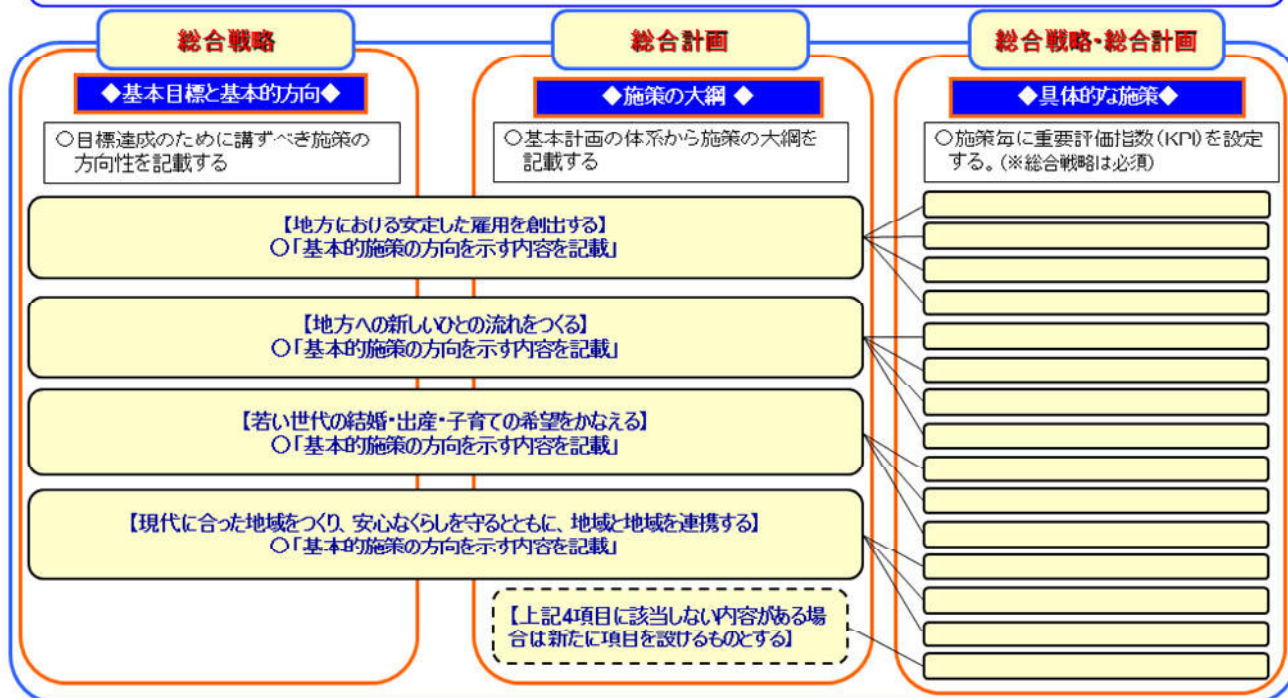 総合戦略
総合計画
総合戦略・総合計画
◆基本目標と基本的方向◆
◆施策の大綱 ◆
◆具体的な施策◆
○目標達成のために講ずべき施策の
方向性を記載する
○基本計画の体系から施策の大綱を
記載する
○施策毎に重要評価指数(KPI)を設定
する。(※総合戦略は必須)
【地方における安定した雇用を創出する】
○「基本的施策の方向を示す内容を記載」
【地方への新しいひとの流れをつくる】
○「基本的施策の方向を示す内容を記載」
【若い世代の結婚・出産・子育ての希望をかなえる】
○「基本的施策の方向を示す内容を記載」
【現代に合った地域をつくり、安心なくらしを守るとともに、地域と地域を連携する】
○「基本的施策の方向を示す内容を記載」
【上記4項目に該当しない内容がある場
合は新たに項目を設けるものとする】